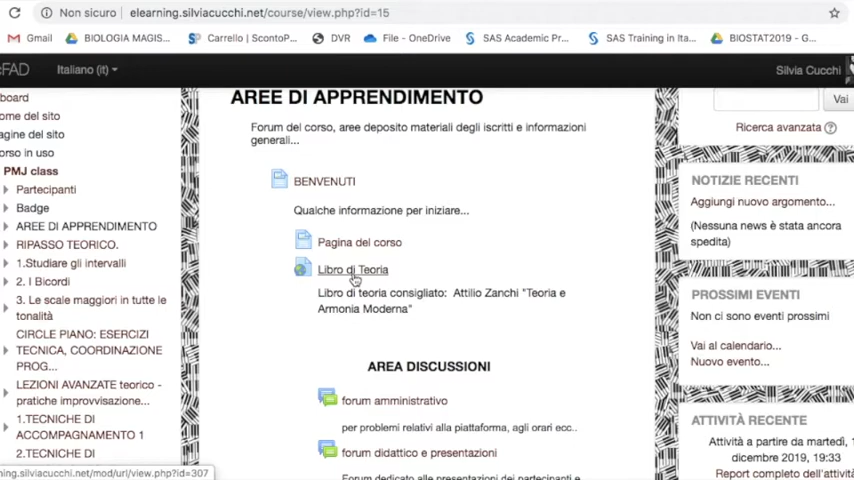 Non sicuro elearning.silviacucchi.net/course/view.php?id=15
Gmail BIOLOGIA MAGIS... Carrello | ScontoP... DVR File - OneDrive SAS Academic Pr... SAS Training in Ita... BIOSTAT2019 - G...
FAD Italiano (it) Silvia Cucchi
board
ome del sito
agine del sito
orso in uso
PMJ class
Partecipanti
Badge
AREE DI APPRENDIMENTO
RIPASSO TEORICO.
1.Studiare gli intervalli
2. I Bicordi
3. Le scale maggiori in tutte le
tonalità
CIRCLE PIANO: ESERCIZI
TECNICA, COORDINAZIONE
PROG...
LEZIONI AVANZATE teorico -
pratiche improvvisazione...
1.TECNICHE DI
ACCOMPAGNAMENTO 1
2.TECNICHE DI
ning.silviacucchi.net/mod/url/view.php?id=307
AREE DI APPRENDIMENTO
Forum del corso, aree deposito materiali degli iscritti e informazioni
generali...
BENVENUTI
Qualche informazione per iniziare...
Pagina del corso
Libro di Teoria
Libro di teoria consigliato: Attilio Zanchi "Teoria e
Armonia Moderna"
AREA DISCUSSIONI
forum amministrativo
per problemi relativi alla piattaforma, agli orari ecc..
forum didattico e presentazioni
Forum dedicato alle presentazioni dei partecipanti e
Vai
Ricerca avanzata
NOTIZIE RECENTI
Aggiungi nuovo argomento...
(Nessuna news è stata ancora
spedita)
PROSSIMI EVENTI
Non ci sono eventi prossimi
Vai al calendario...
Nuovo evento...
ATTIVITÀ RECENTE
Attività a partire da martedì, 1
dicembre 2019, 19:33
Report completo dell'attività